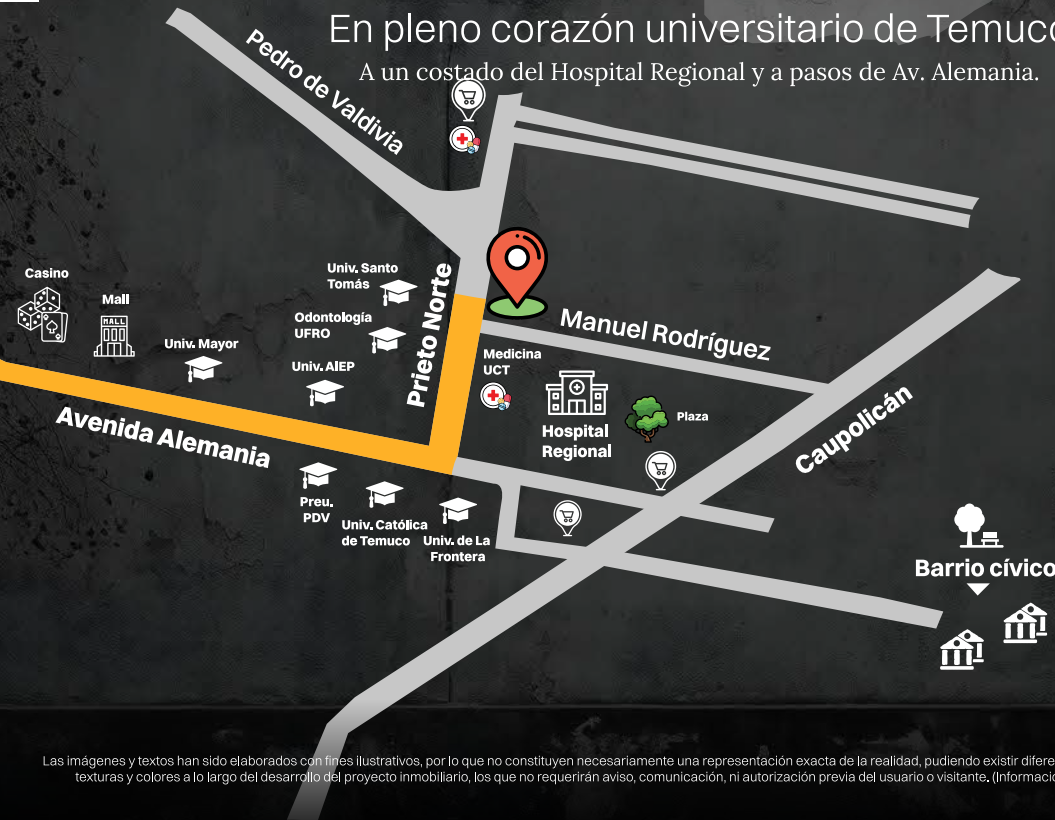 En pleno corazón universitario de Temuco
A un costado del Hospital Regional y a pasos de Av. Alemania.
Pedro de Valdivia
Casino
Mall
MALL
Univ. Mayor
Univ. Santo
Tomás
Odontología
UFRO
Univ. AIEP
Prieto Norte
Manuel Rodríguez
Medicina
UCT
Hospital
Regional
Plaza
Caupolicán
Avenida Alemania
Preu.
PDV
Univ. Católica
de Temuco
Univ. de La
Frontera
Barrio cívico
Las imágenes y textos han sido elaborados con fines ilustrativos, por lo que no constituyen necesariamente una representación exacta de la realidad, pudiendo existir
texturas y colores a lo largo del desarrollo del proyecto inmobiliario, los que no requerirán aviso, comunicación, ni autorización previa del usuario o visitante.